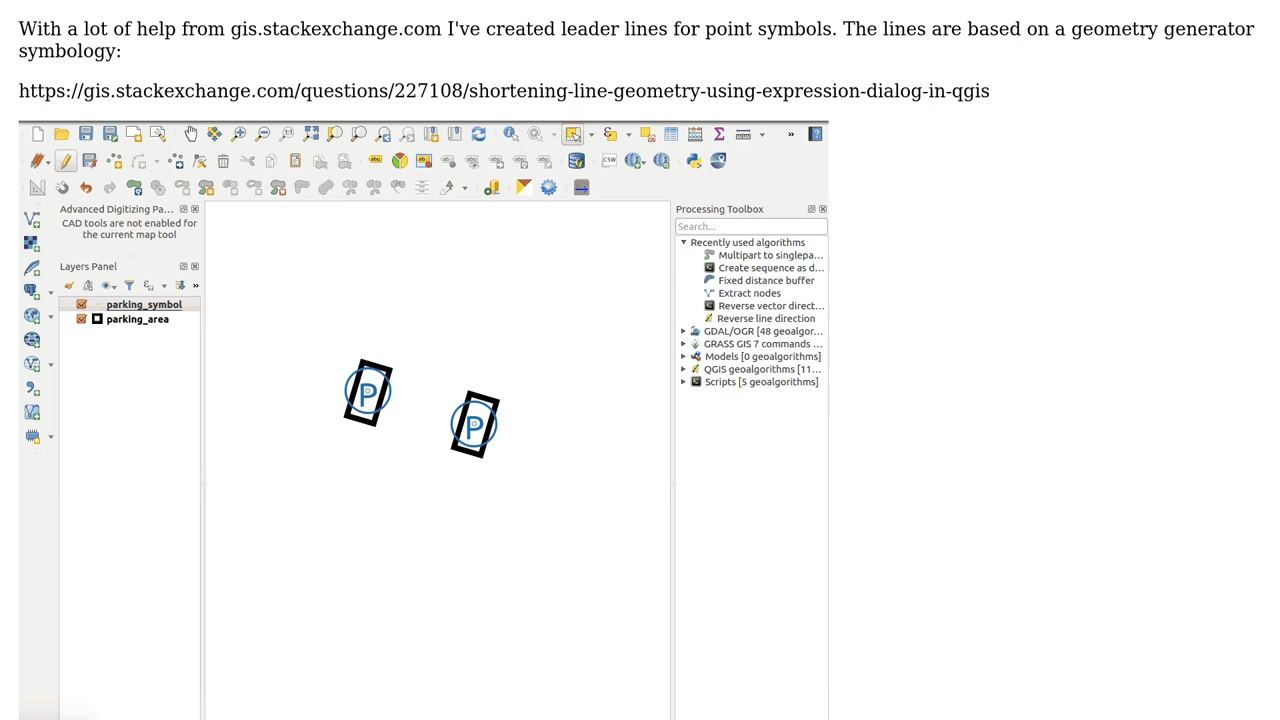 With a lot of help from gis.stackexchange.com I've created leader lines for point symbols. The lines are based on a geometry generator
symbology:
https://gis.stackexchange.com/questions/227108/shortening-line-geometry-using-expression-dialog-in-qgis
abc
CSW
Advanced Digitizing Pa...
Processing Toolbox
CAD tools are not enabled for
the current map tool
Search...
Recently used algorithms
Multipart to singlepa...
Layers Panel
Create sequence as d...
Fixed distance buffer
Extract nodes
parking_symbol
Reverse vector direct...
parking_area
Reverse line direction
GDAL/OGR [48 geoalgor...
GRASS GIS 7 commands ...
Models [0 geoalgorithms]
QGIS geoalgorithms [11...
Scripts [5 geoalgorithms]
P
P